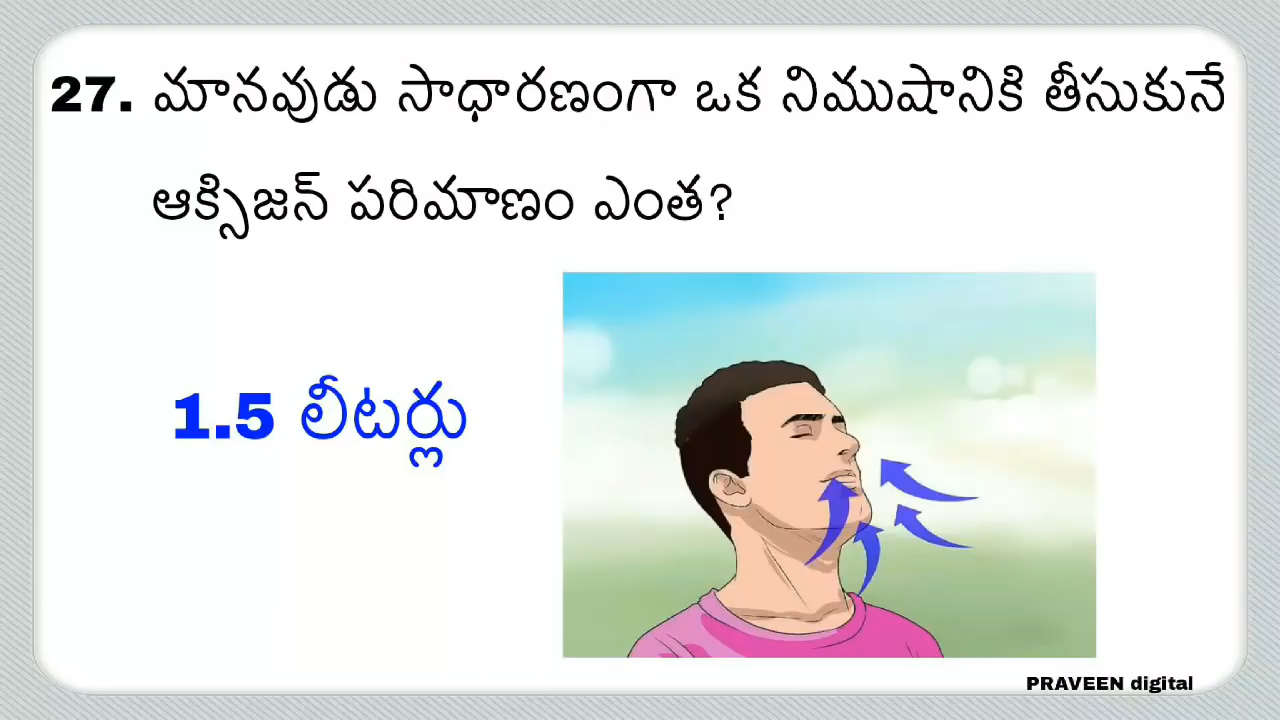 27. మానవుడు సాధారణంగా ఒక నిముషానికి తీసుకునే
ఆక్సిజన్ పరిమాణం ఎంత?
1.5 లీటర్లు
PRAVEEN digital